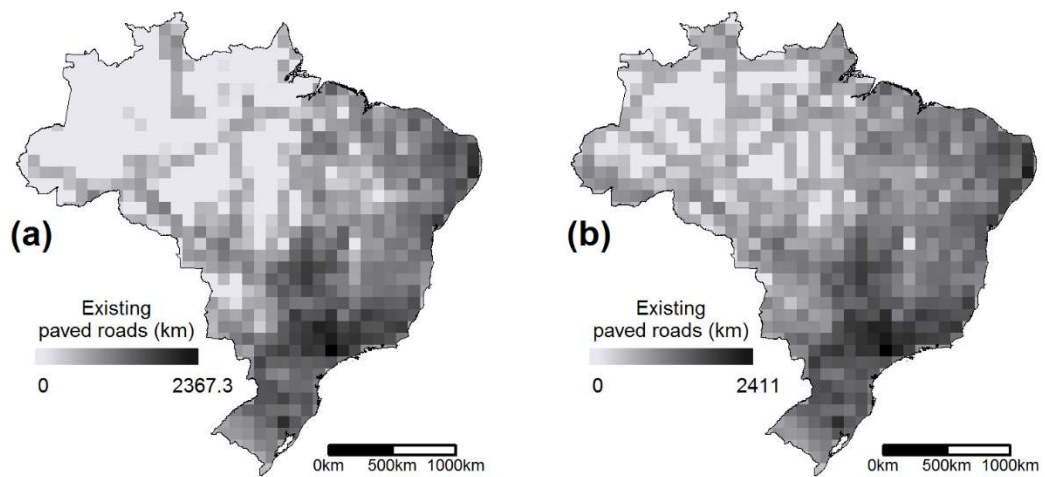 (a)
Existing
paved roads (km)
0 2367.3
0km 500km 1000km
(b)
Existing
paved roads (km)
0 2411
0km 500km 1000km